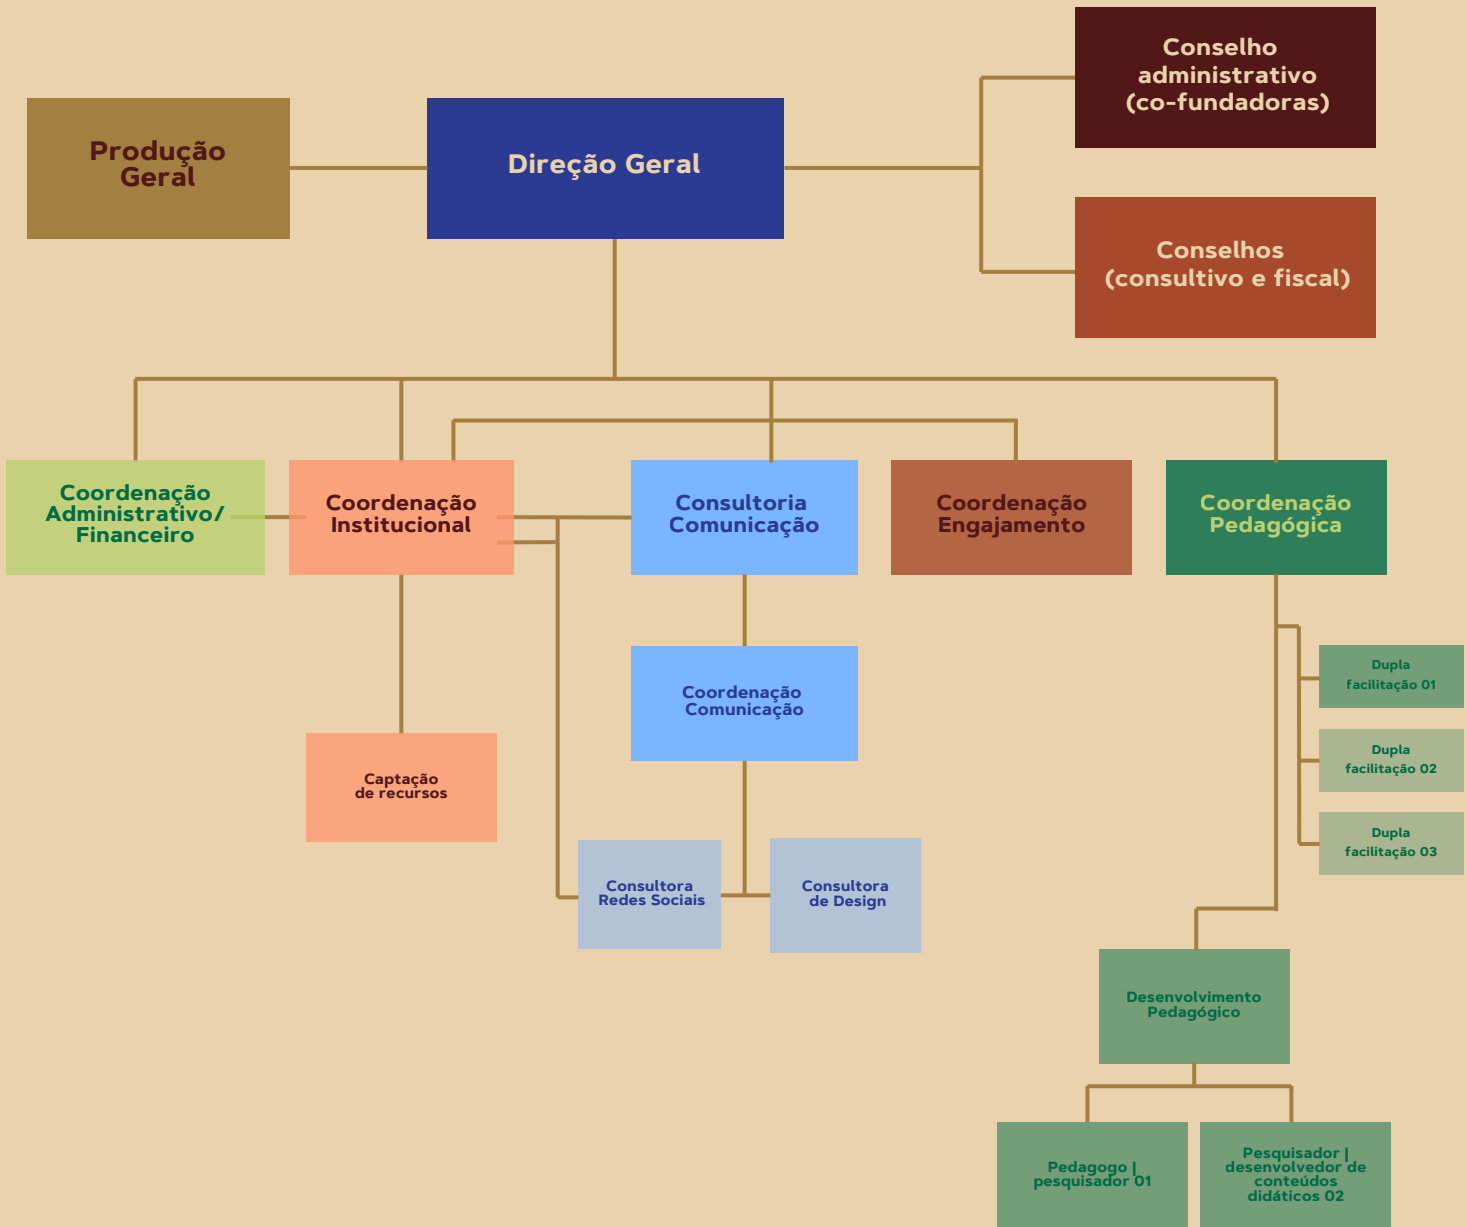 Conselho
administrativo
(co-fundadoras)
Produção
Geral
Direção Geral
Conselhos
(consultivo e fiscal)
Coordenação
Administrativo/
Financeiro
Coordenação
Institucional
Consultoria
Comunicação
Coordenação
Engajamento
Coordenação
Pedagógica
Dupla
facilitação 01
Coordenação
Comunicação
Dupla
facilitação 02
Captação
de recursos
Dupla
facilitação 03
Consultora
Redes Sociais
Consultora
de Design
Desenvolvimento
Pedagógico
Pedagogo |
pesquisador 01
Pesquisador |
desenvolvedor de
conteúdos
didáticos 02